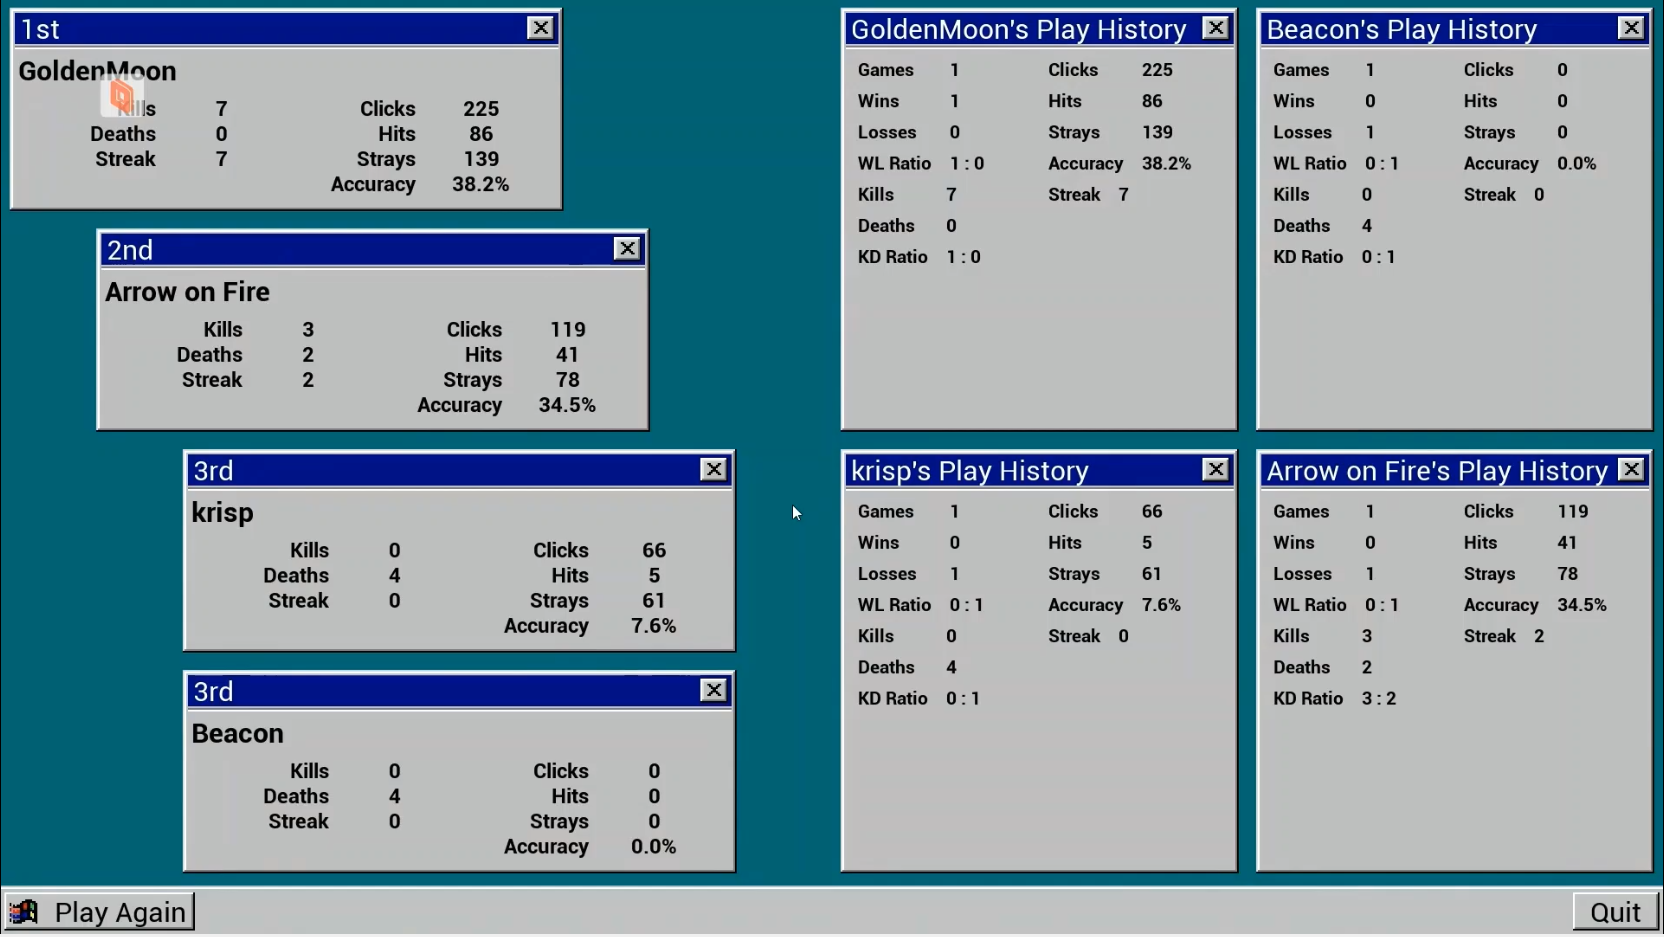 1st
GoldenMoon
Kills 7 Clicks 225
Deaths 0 Hits 86
Streak 7 Strays 139
Accuracy 38.2%
2nd
Arrow on Fire
Kills 3 Clicks 119
Deaths 2 Hits 41
Streak 2 Strays 78
Accuracy 34.5%
3rd
krisp
Kills 0 Clicks 66
Deaths 4 Hits 5
Streak 0 Strays 61
Accuracy 7.6%
3rd
Beacon
Kills 0 Clicks 0
Deaths 4 Hits 0
Streak 0 Strays 0
Accuracy 0.0%
GoldenMoon's Play History
Games 1 Clicks 225
Wins 1 Hits 86
Losses 0 Strays 139
WL Ratio 1 : 0 Accuracy 38.2%
Kills 7 Streak 7
Deaths 0
KD Ratio 1 : 0
Beacon's Play History
Games 1 Clicks 0
Wins 0 Hits 0
Losses 1 Strays 0
WL Ratio 0 : 1 Accuracy 0.0%
Kills 0 Streak 0
Deaths 4
KD Ratio 0 : 1
krisp's Play History
Games 1 Clicks 66
Wins 0 Hits 5
Losses 1 Strays 61
WL Ratio 0 : 1 Accuracy 7.6%
Kills 0 Streak 0
Deaths 4
KD Ratio 0 : 1
Arrow on Fire's Play History
Games 1 Clicks 119
Wins 0 Hits 41
Losses 1 Strays 78
WL Ratio 0 : 1 Accuracy 34.5%
Kills 3 Streak 2
Deaths 2
KD Ratio 3 : 2
Play Again
Quit